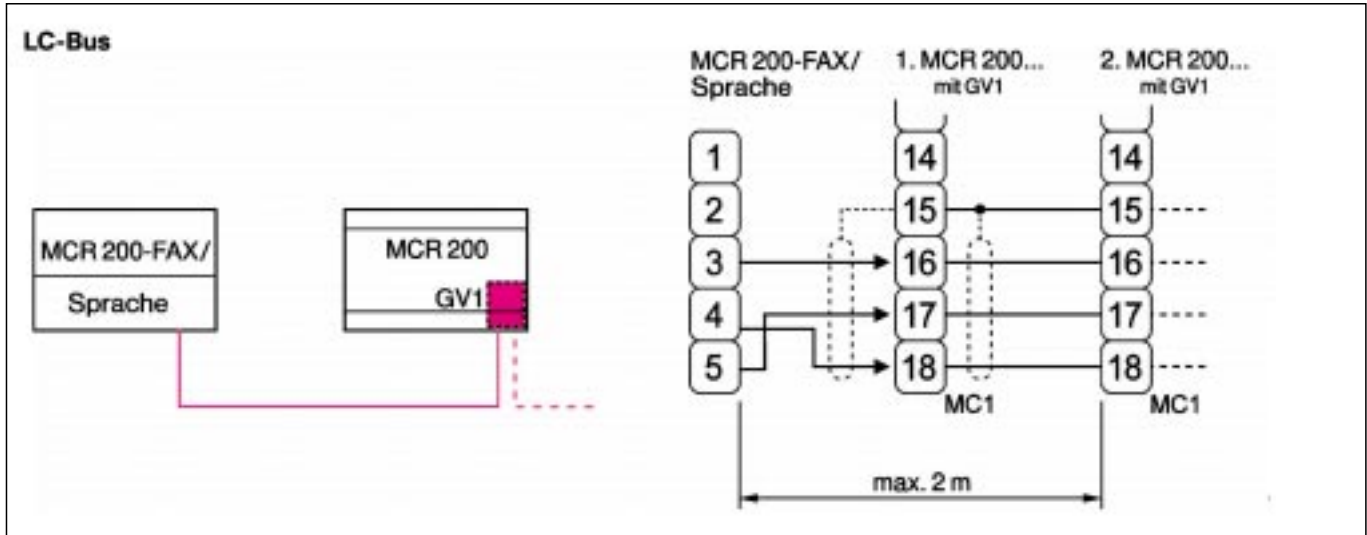 LC-Bus
MCR 200-FAX/
Sprache
MCR 200
GV1
MCR 200-FAX/
Sprache
1. MCR 200...
mit GV1
2. MCR 200...
mit GV1
1
2
3
4
5
14
15
16
17
18
MC1
14
15
16
17
18
MC1
max. 2 m